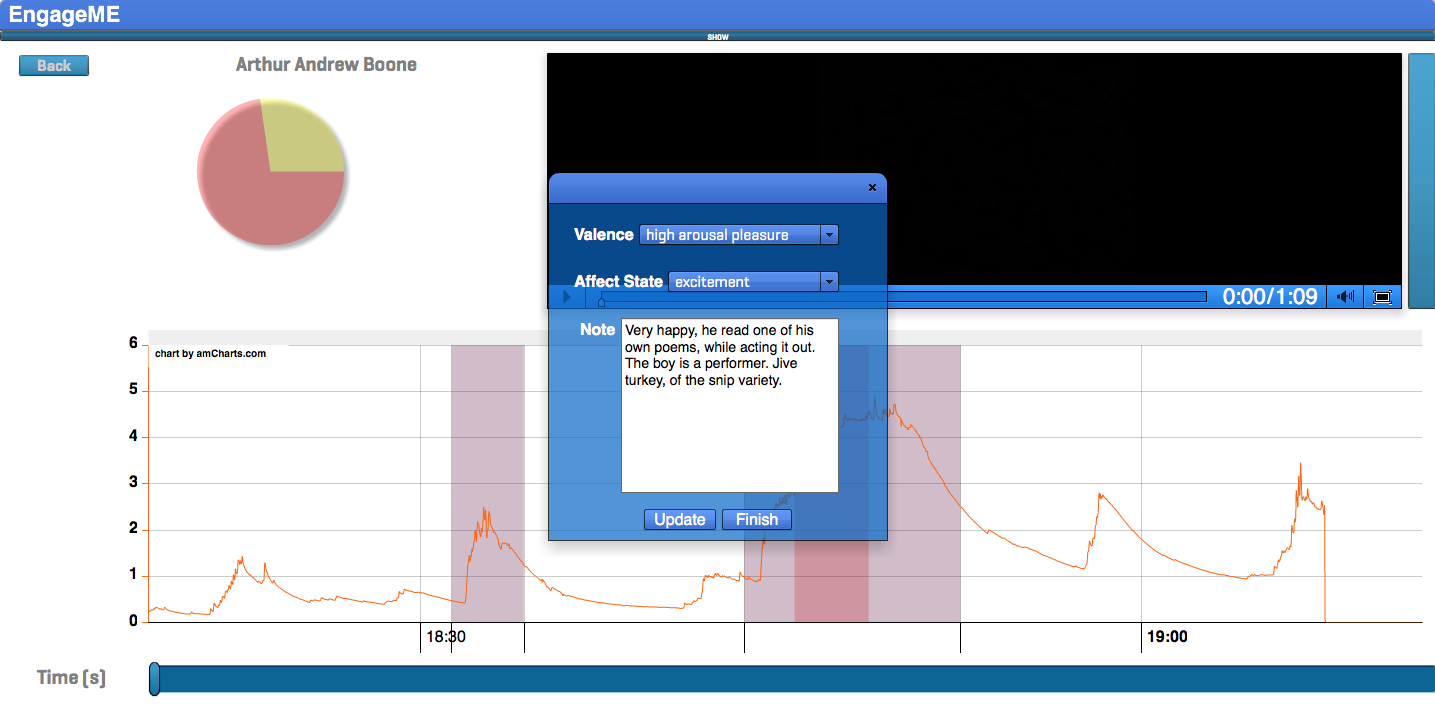 EngageME
SHOW
Back
Arthur Andrew Boone
Valence high arousal pleasure
Affect State excitement
0:00/1:09
Note
Very happy, he read one of his
own poems, while acting it out.
The boy is a performer. Jive
turkey, of the snip variety.
Update Finish
chart by amCharts.com
6
5
4
3
2
1
0
18:30
19:00
Time [s]